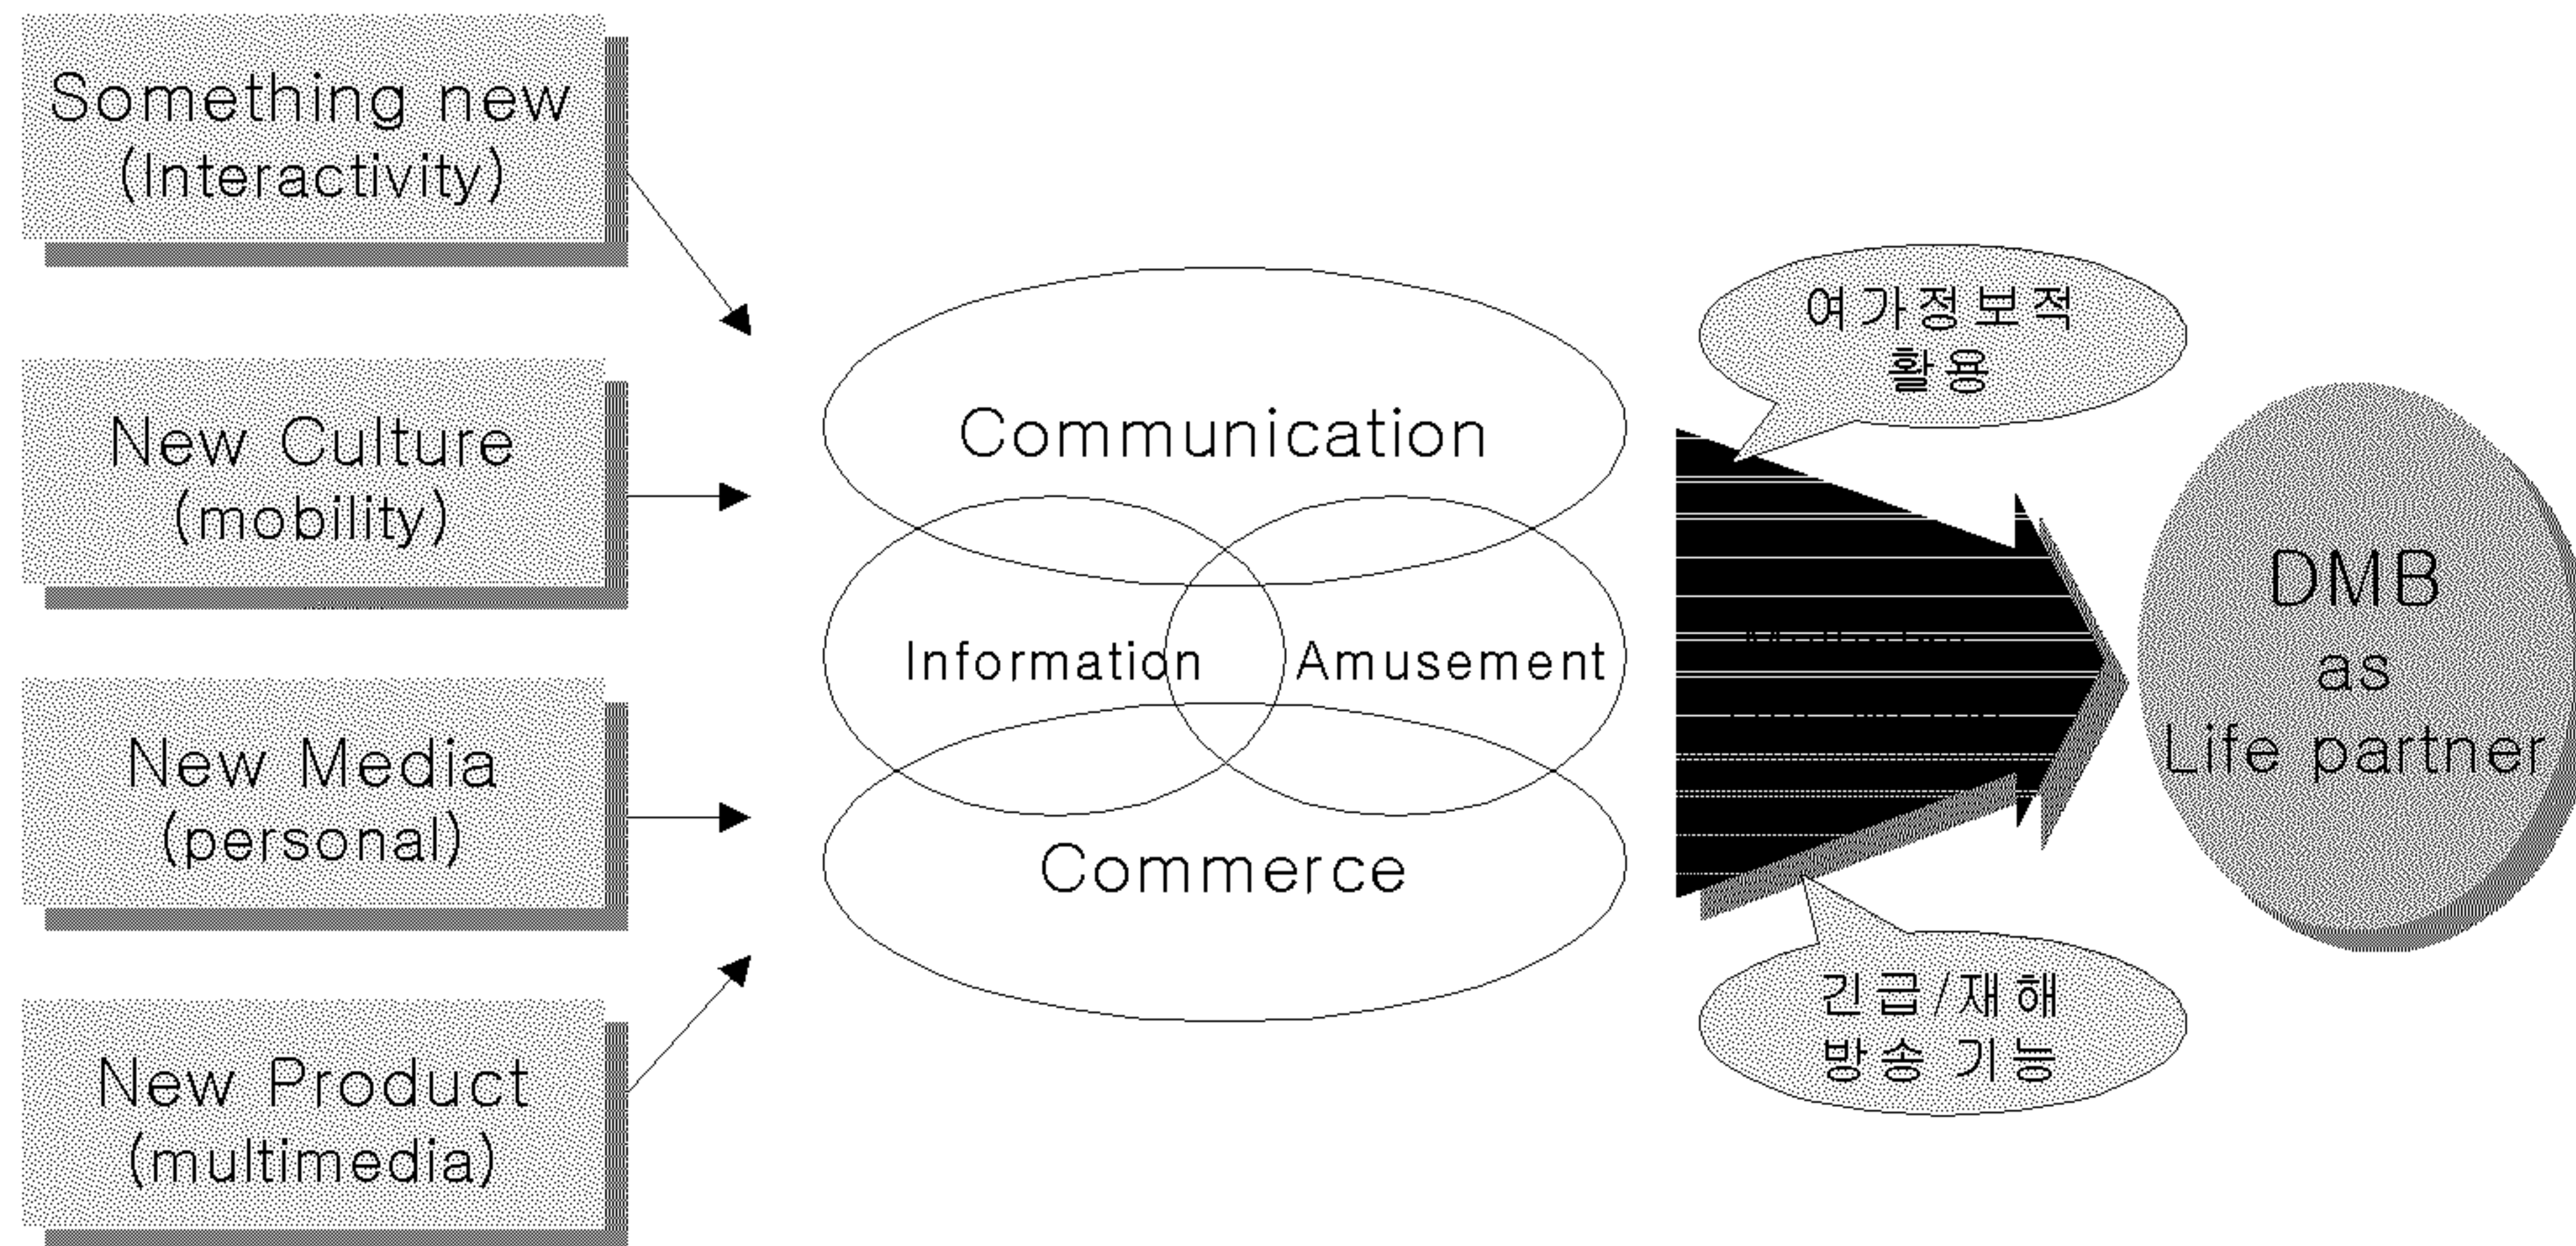 Something new
(Interactivity)
New Culture
(mobility)
New Media
(personal)
New Product
(multimedia)
Communication
Information
Amusement
Commerce
여가정보적
활용
긴급/재해
방송 기능
DMB
as
Life partner